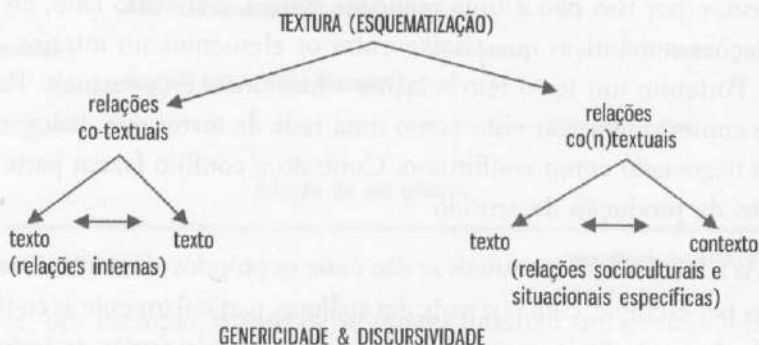 TEXTURA (ESQUEMATIZAÇÃO)
relações
co-textuais
relações
co(n)textuais
texto
texto
(relações internas)
texto
contexto
(relações socioculturais e
situacionais específicas)
GENERICIDADE & DISCURSIVIDADE